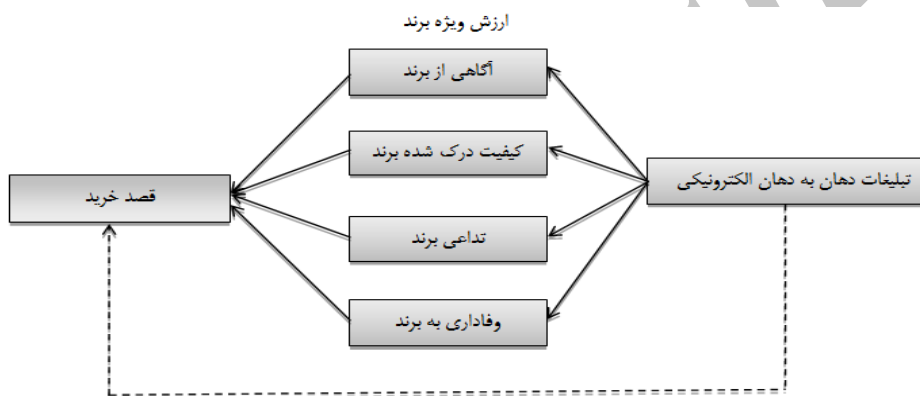 ارزش ویژه برند
آگاهی از برند
کیفیت درک شده برند
تبلیغات دهان به دهان الکترونیکی
قصد خرید
تداعی برند
وفاداری به برند